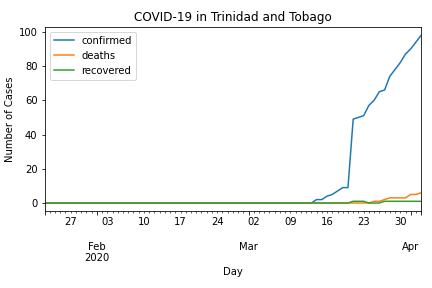 COVID-19 in Trinidad and Tobago
100
80
60
40
20
0
Number of Cases
confirmed
deaths
recovered
27 03 10 17 24 02 09 16 23 30
Feb Mar Apr
2020
Day